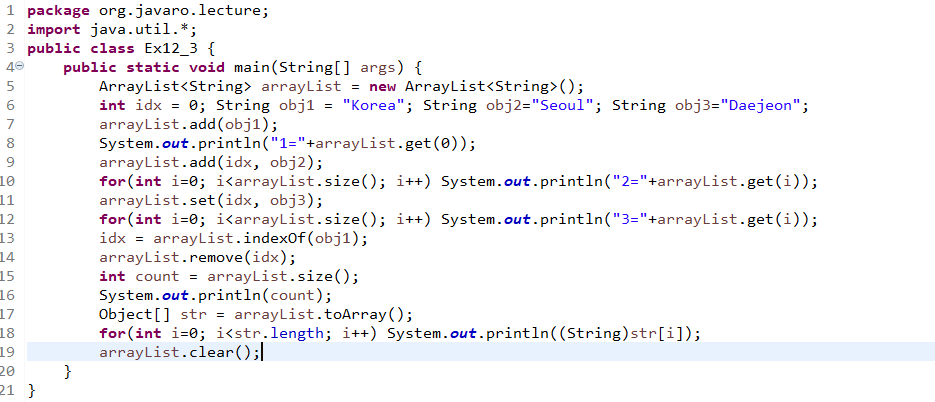 1 package org.javaro.lecture;
2 import java.util.*;
3 public class Ex12_3 {
4 public static void main(String[] args) {
5 ArrayList<String> arrayList = new ArrayList<String>();
6 int idx = 0; String obj1 = "Korea"; String obj2="Seoul"; String obj3="Daejeon";
7 arrayList.add(obj1);
8 System.out.println("1="+arrayList.get(0));
9 arrayList.add(idx, obj2);
10 for(int i=0; i<arrayList.size(); i++) System.out.println("2="+arrayList.get(i));
11 arrayList.set(idx, obj3);
12 for(int i=0; i<arrayList.size(); i++) System.out.println("3="+arrayList.get(i));
13 idx = arrayList.indexOf(obj1);
14 arrayList.remove(idx);
15 int count = arrayList.size();
16 System.out.println(count);
17 Object[] str = arrayList.toArray();
18 for(int i=0; i<str.length; i++) System.out.println((String)str[i]);
19 arrayList.clear();
20 }
21 }